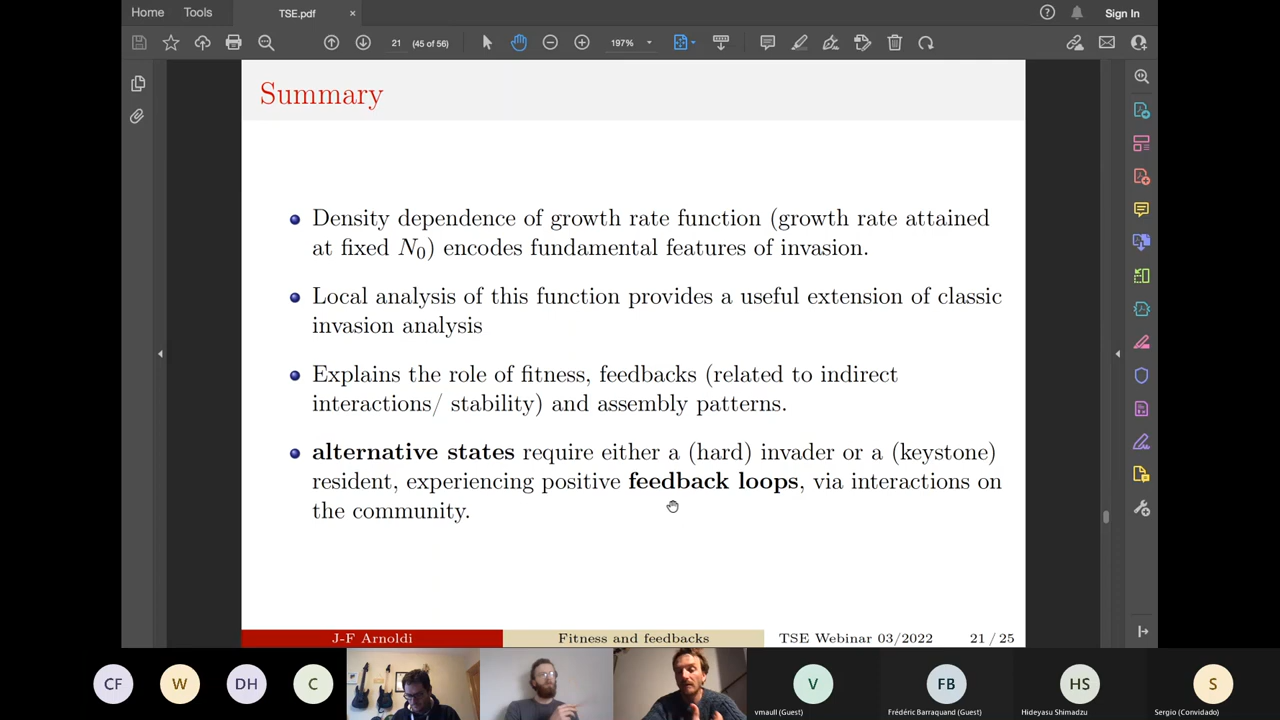 Home Tools TSE.pdf × Sign In
21 (45 of 56) 197%
Summary
Density dependence of growth rate function (growth rate attained
at fixed N₀) encodes fundamental features of invasion.
Local analysis of this function provides a useful extension of classic
invasion analysis
Explains the role of fitness, feedbacks (related to indirect
interactions/ stability) and assembly patterns.
alternative states require either a (hard) invader or a (keystone)
resident, experiencing positive feedback loops, via interactions on
the community.
J-F Arnoldi Fitness and feedbacks TSE Webinar 03/2022 21 / 25
CF W DH C V FB HS S
vmaull (Guest) Frédéric Barraquand (Guest) Hideyasu Shimadzu Sergio (Convidado)